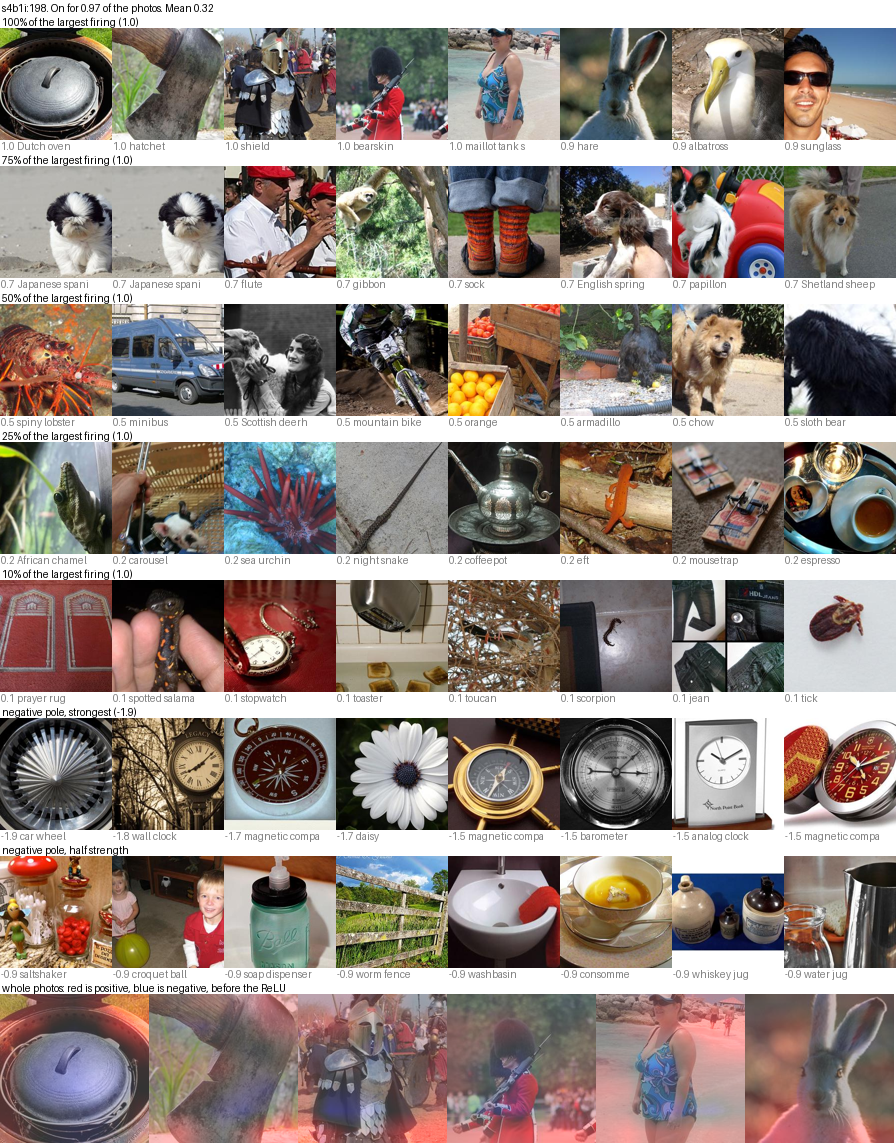 s4b1i:198. On for 0.97 of the photos. Mean 0.32
100% of the largest firing (1.0)
1.0 Dutch oven
1.0 hatchet
1.0 shield
1.0 bearskin
1.0 maillot tank s
0.9 hare
0.9 albatross
0.9 sunglass
75% of the largest firing (1.0)
0.7 Japanese spani
0.7 Japanese spani
0.7 flute
0.7 gibbon
0.7 sock
0.7 English spring
0.7 papillon
0.7 Shetland sheep
50% of the largest firing (1.0)
0.5 spiny lobster
0.5 minibus
0.5 Scottish deerh
0.5 mountain bike
0.5 orange
0.5 armadillo
0.5 chow
0.5 sloth bear
25% of the largest firing (1.0)
0.2 African chamel
0.2 carousel
0.2 sea urchin
0.2 night snake
0.2 coffeepot
0.2 eft
0.2 mousetrap
0.2 espresso
10% of the largest firing (1.0)
0.1 prayer rug
0.1 spotted salama
0.1 stopwatch
0.1 toaster
0.1 toucan
0.1 scorpion
0.1 jean
0.1 tick
negative pole, strongest (-1.9)
LEGACY
North Point Bank
-1.9 car wheel
-1.8 wall clock
-1.7 magnetic compa
-1.7 daisy
-1.5 magnetic compa
-1.5 barometer
-1.5 analog clock
-1.5 magnetic compa
negative pole, half strength
Ball
-0.9 saltshaker
-0.9 croquet ball
-0.9 soap dispenser
-0.9 worm fence
-0.9 washbasin
-0.9 consomme
-0.9 whiskey jug
-0.9 water jug
whole photos: red is positive, blue is negative, before the ReLU